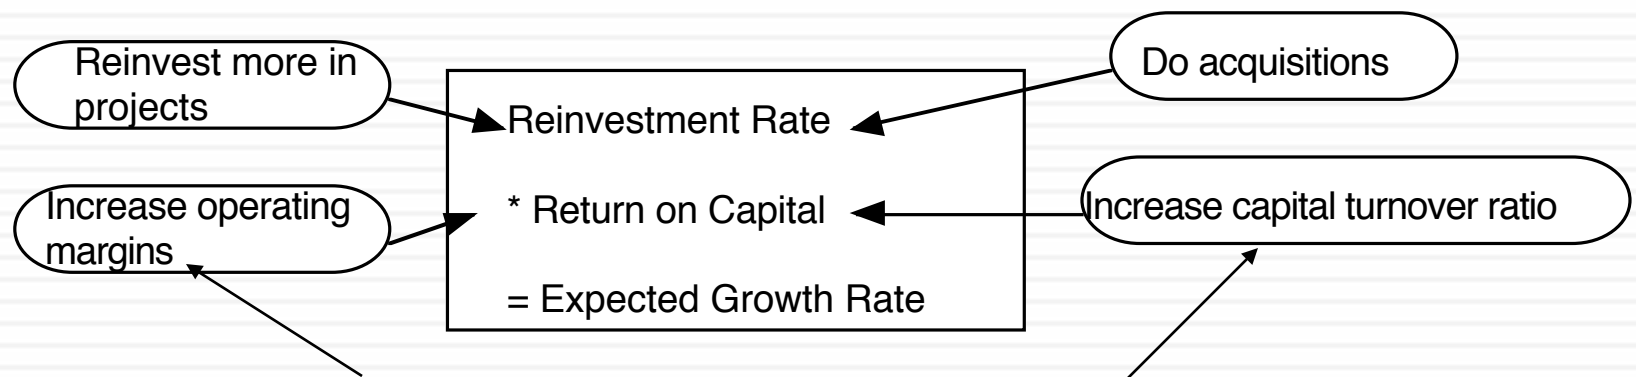 Reinvest more in
projects
Do acquisitions
Reinvestment Rate
Increase operating
margins
* Return on Capital
Increase capital turnover ratio
= Expected Growth Rate